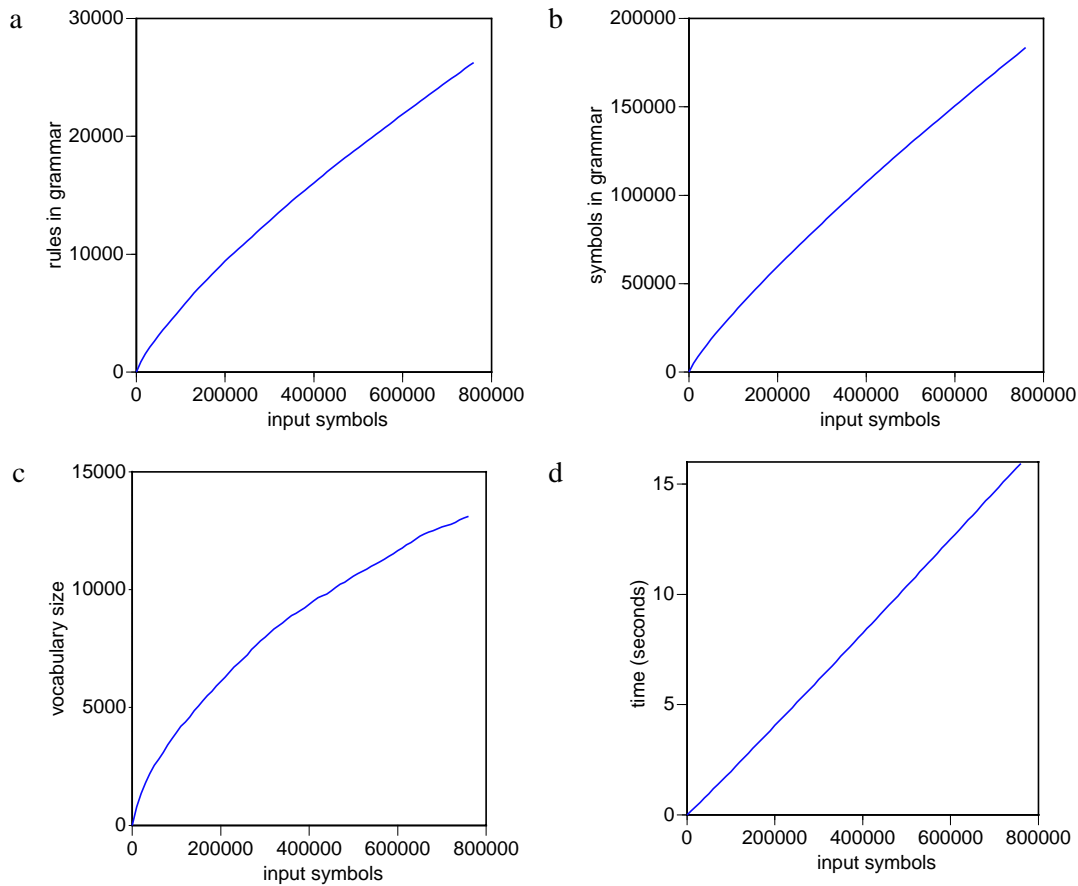 a
30000
20000
10000
0
rules in grammar
0 200000 400000 600000 800000
input symbols
b
200000
150000
100000
50000
0
symbols in grammar
0 200000 400000 600000 800000
input symbols
c
15000
10000
5000
0
vocabulary size
0 200000 400000 600000 800000
input symbols
d
15
10
5
0
time (seconds)
0 200000 400000 600000 800000
input symbols